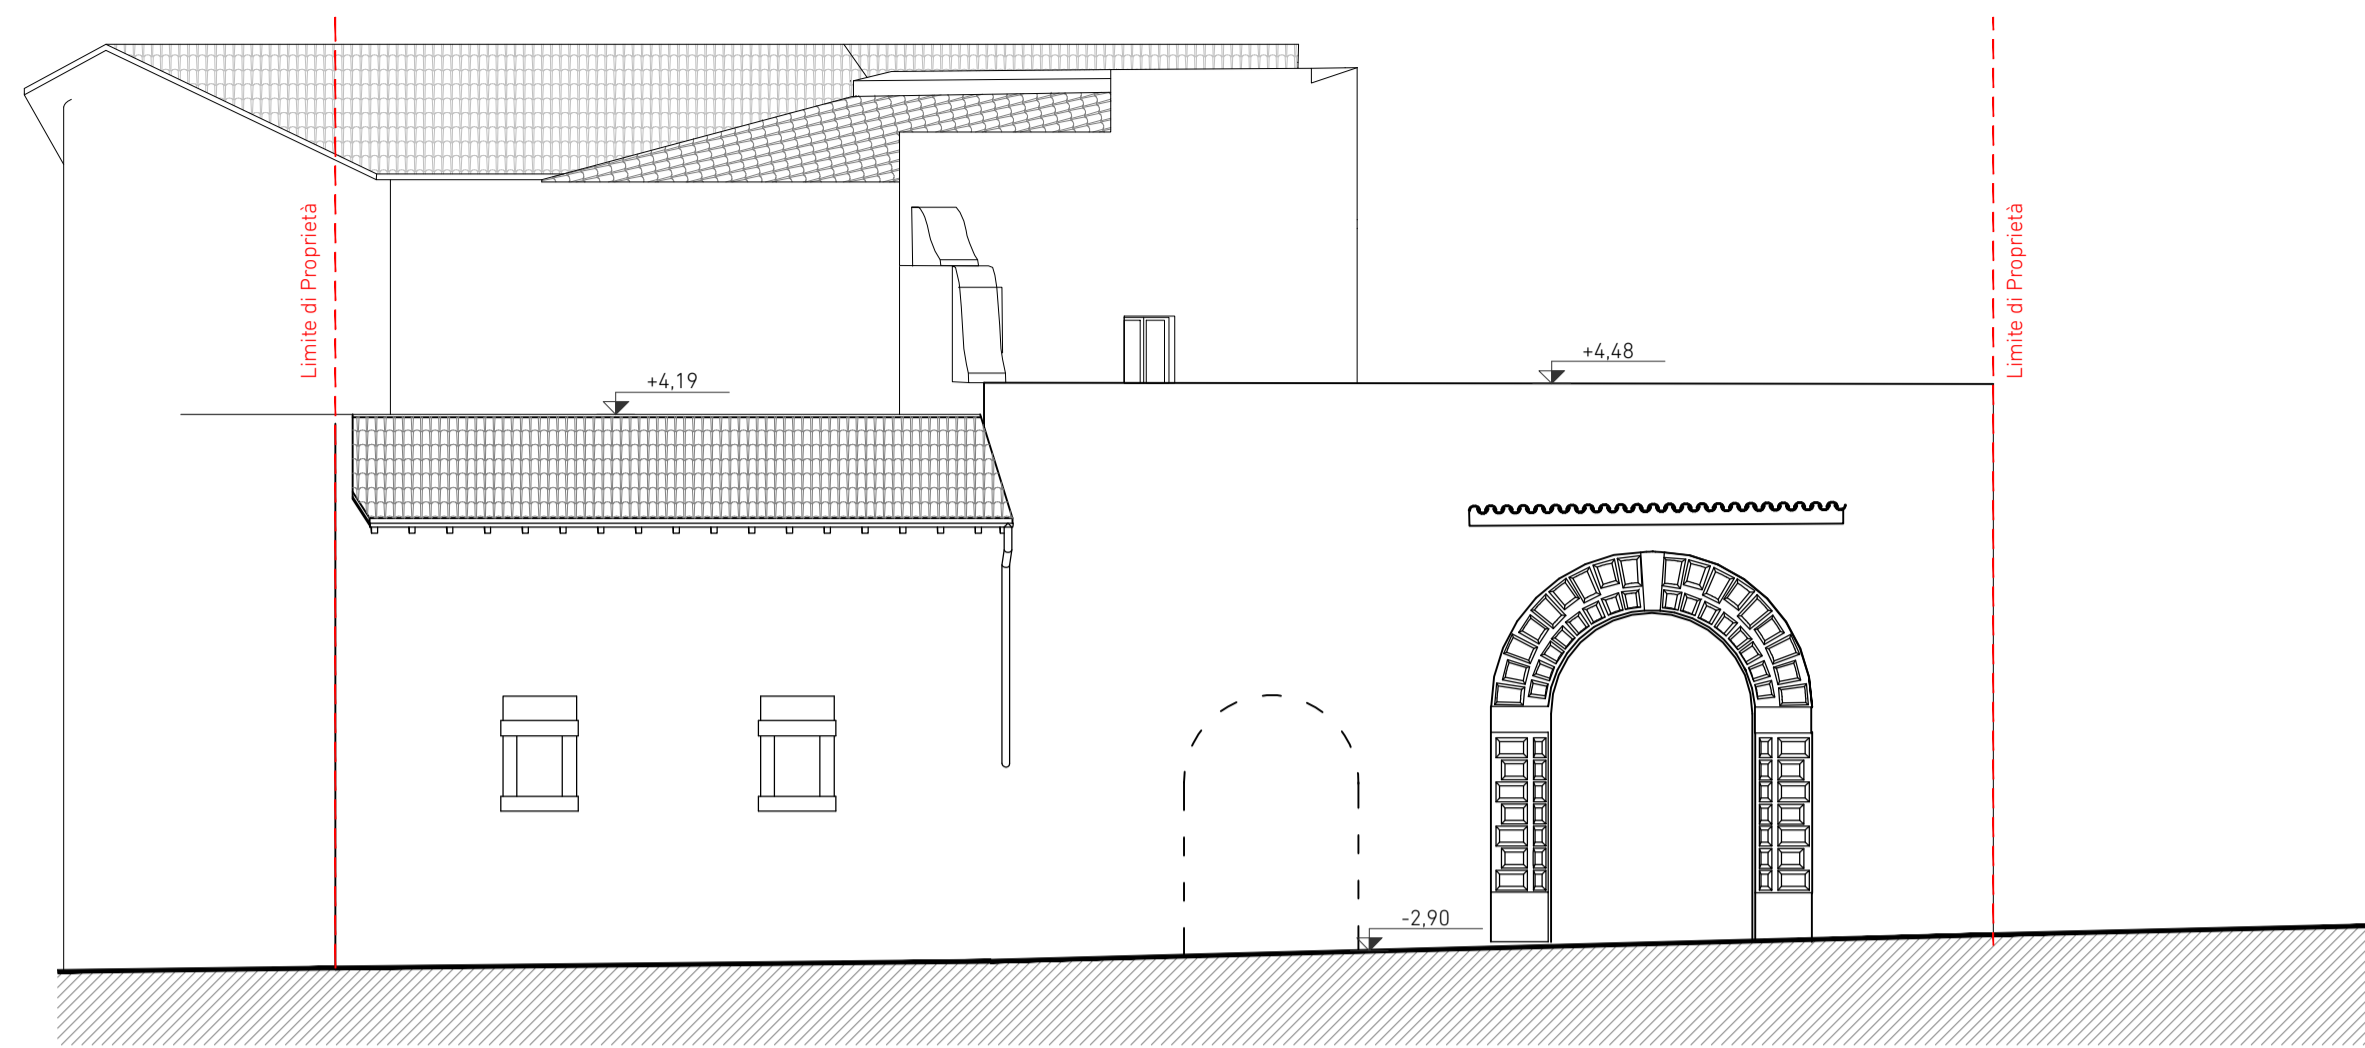 Limite di Proprietà
+4,19
+4,48
Limite di Proprietà
-2,90